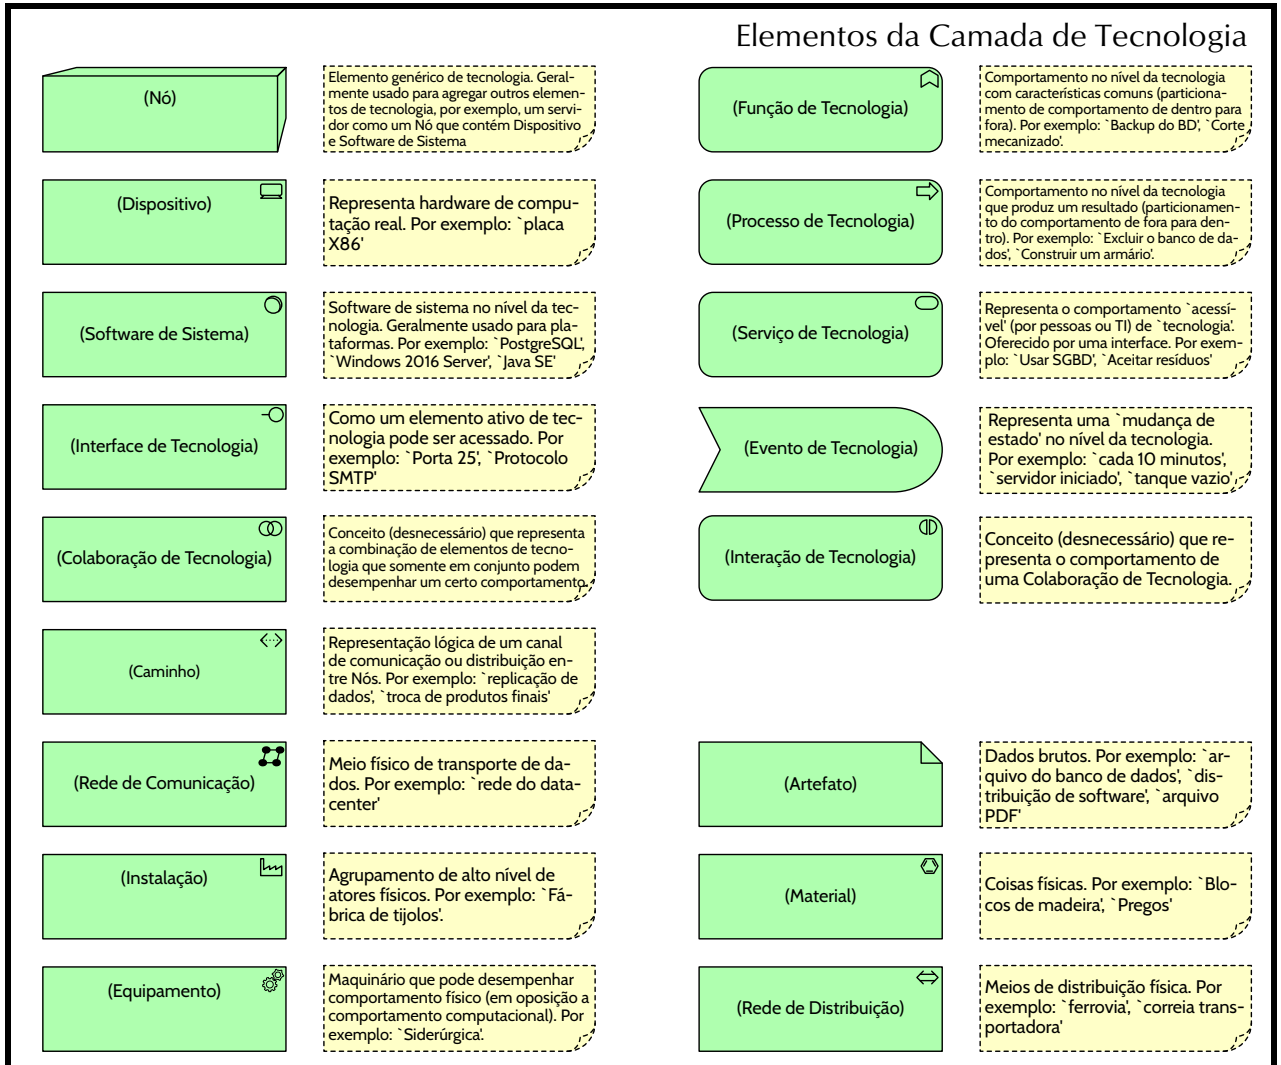 Elementos da Camada de Tecnologia
(Nó)
Elemento genérico de tecnologia. Geral-
mente usado para agregar outros elemen-
tos de tecnologia, por exemplo, um servi-
dor como um Nó que contém Dispositivo
e Software de Sistema
(Função de Tecnologia)
Comportamento no nível da tecnologia
com características comuns (particiona-
mento de comportamento de dentro para
fora). Por exemplo: `Backup do BD', `Corte
mecanizado'.
(Dispositivo)
Representa hardware de compu-
tação real. Por exemplo: `placa
X86'
(Processo de Tecnologia)
Comportamento no nível da tecnologia
que produz um resultado (particionamen-
to do comportamento de fora para den-
tro). Por exemplo: `Excluir o banco de da-
dos', `Construir um armário'.
(Software de Sistema)
Software de sistema no nível da tec-
nologia. Geralmente usado para pla-
taformas. Por exemplo: `PostgreSQL',
`Windows 2016 Server', `Java SE'
(Serviço de Tecnologia)
Representa o comportamento `acessí-
vel' (por pessoas ou TI) de `tecnologia'.
Oferecido por uma interface. Por exem-
plo: `Usar SGBD', `Aceitar resíduos'
(Interface de Tecnologia)
Como um elemento ativo de tec-
nologia pode ser acessado. Por
exemplo: `Porta 25', `Protocolo
SMTP'
(Evento de Tecnologia)
Representa uma `mudança de
estado' no nível da tecnologia.
Por exemplo: `cada 10 minutos',
`servidor iniciado', `tanque vazio'.
(Colaboração de Tecnologia)
Conceito (desnecessário) que representa
a combinação de elementos de tecno-
logia que somente em conjunto podem
desempenhar um certo comportamento.
(Interação de Tecnologia)
Conceito (desnecessário) que re-
presenta o comportamento de
uma Colaboração de Tecnologia.
(Caminho)
Representação lógica de um canal
de comunicação ou distribuição en-
tre Nós. Por exemplo: `replicação de
dados', `troca de produtos finais'
(Rede de Comunicação)
Meio físico de transporte de da-
dos. Por exemplo: `rede do data-
center'
(Artefato)
Dados brutos. Por exemplo: `ar-
quivo do banco de dados', `dis-
tribuição de software', `arquivo
PDF'
(Instalação)
Agrupamento de alto nível de
atores físicos. Por exemplo: `Fá-
brica de tijolos'.
(Material)
Coisas físicas. Por exemplo: `Blo-
cos de madeira', `Pregos'
(Equipamento)
Maquinário que pode desempenhar
comportamento físico (em oposição a
comportamento computacional). Por
exemplo: `Siderúrgica'.
(Rede de Distribuição)
Meios de distribuição física. Por
exemplo: `ferrovia', `correia trans-
portadora'